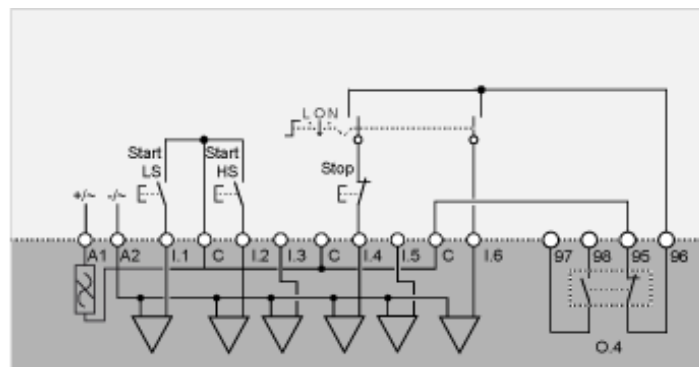 L O N
Start Start
LS HS Stop
+/~ -/~
A1 A2 I.1 C I.2 I.3 C I.4 I.5 C I.6 97 98 95 96
O.4